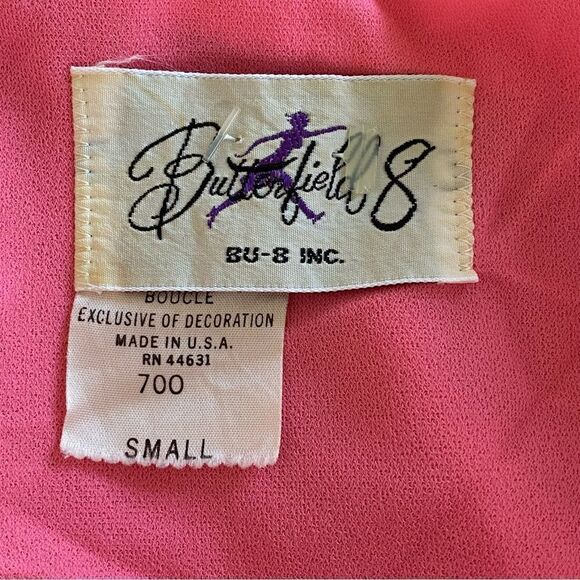 Butterfield 8
BU-8 INC.
BOUCLE
EXCLUSIVE OF DECORATION
MADE IN U.S.A.
RN 44631
700
SMALL